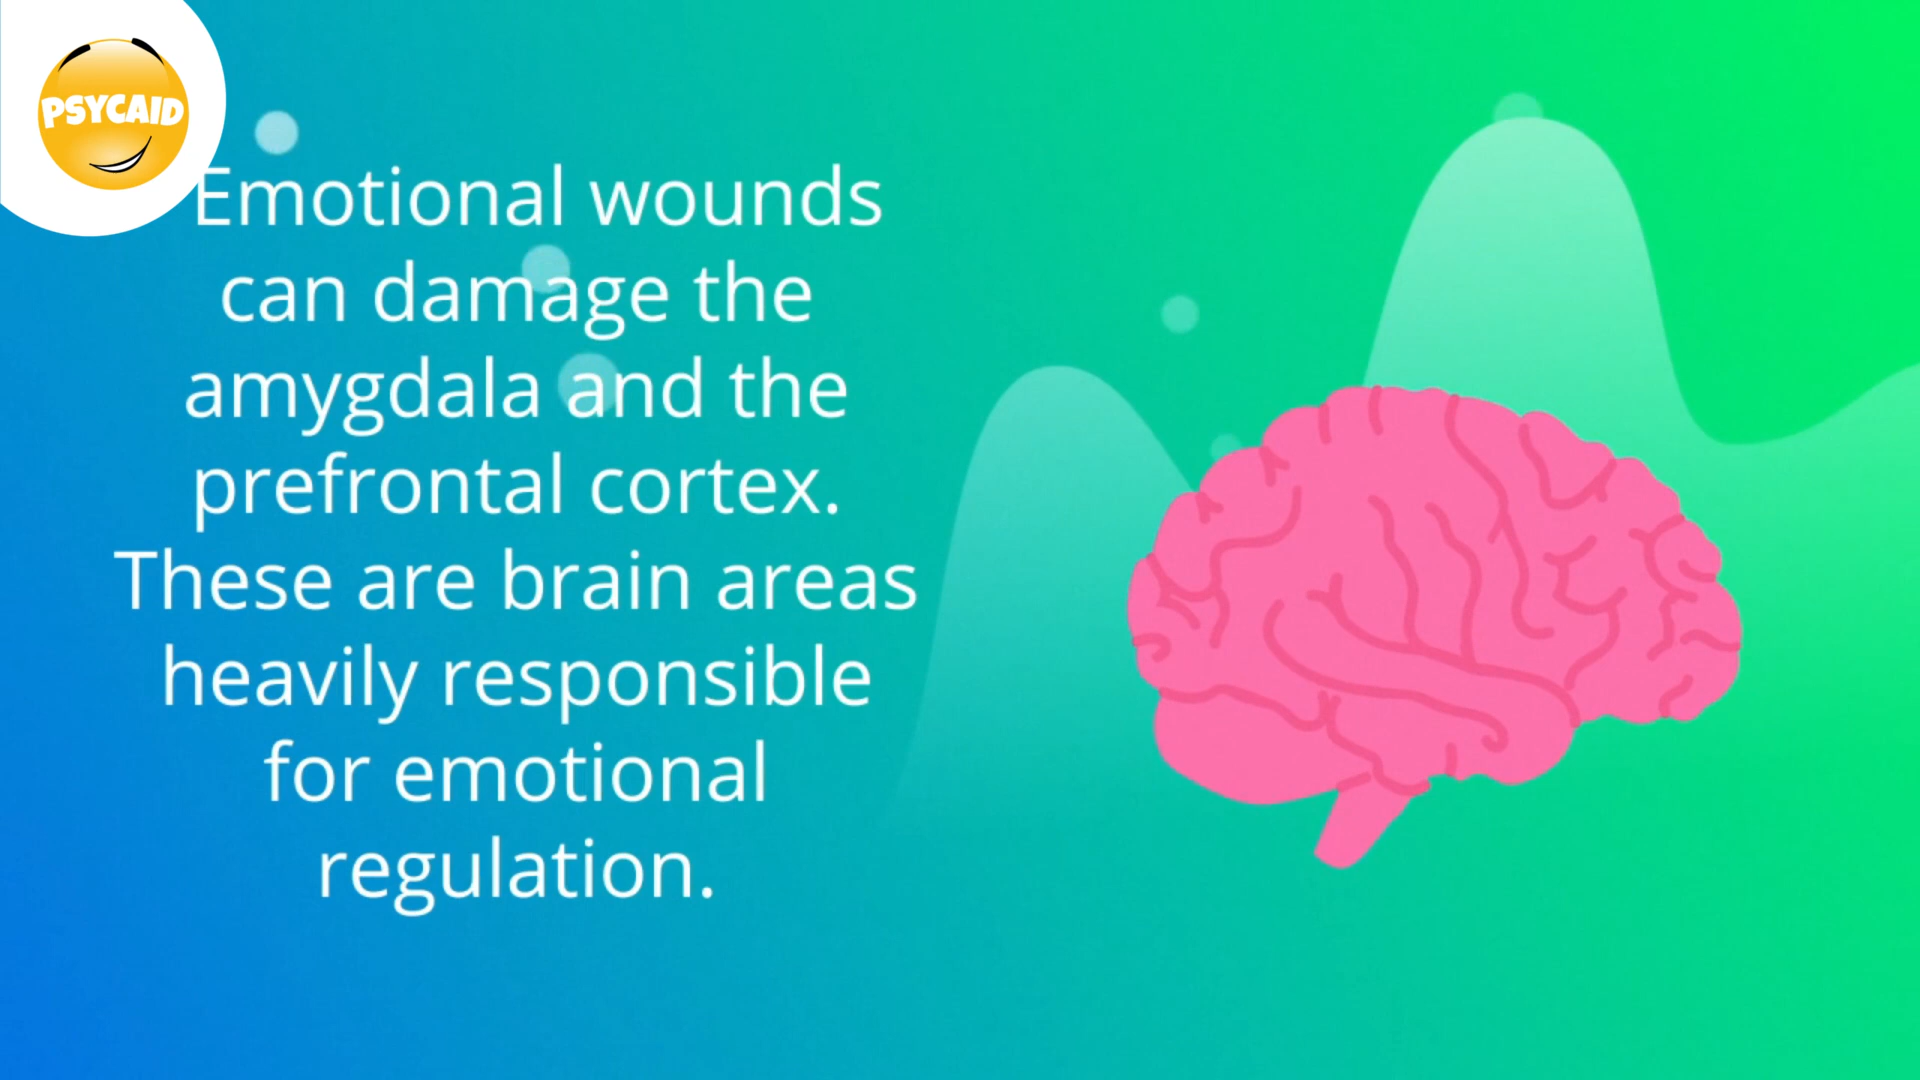 PSYCAID
Emotional wounds
can damage the
amygdala and the
prefrontal cortex.
These are brain areas
heavily responsible
for emotional
regulation.